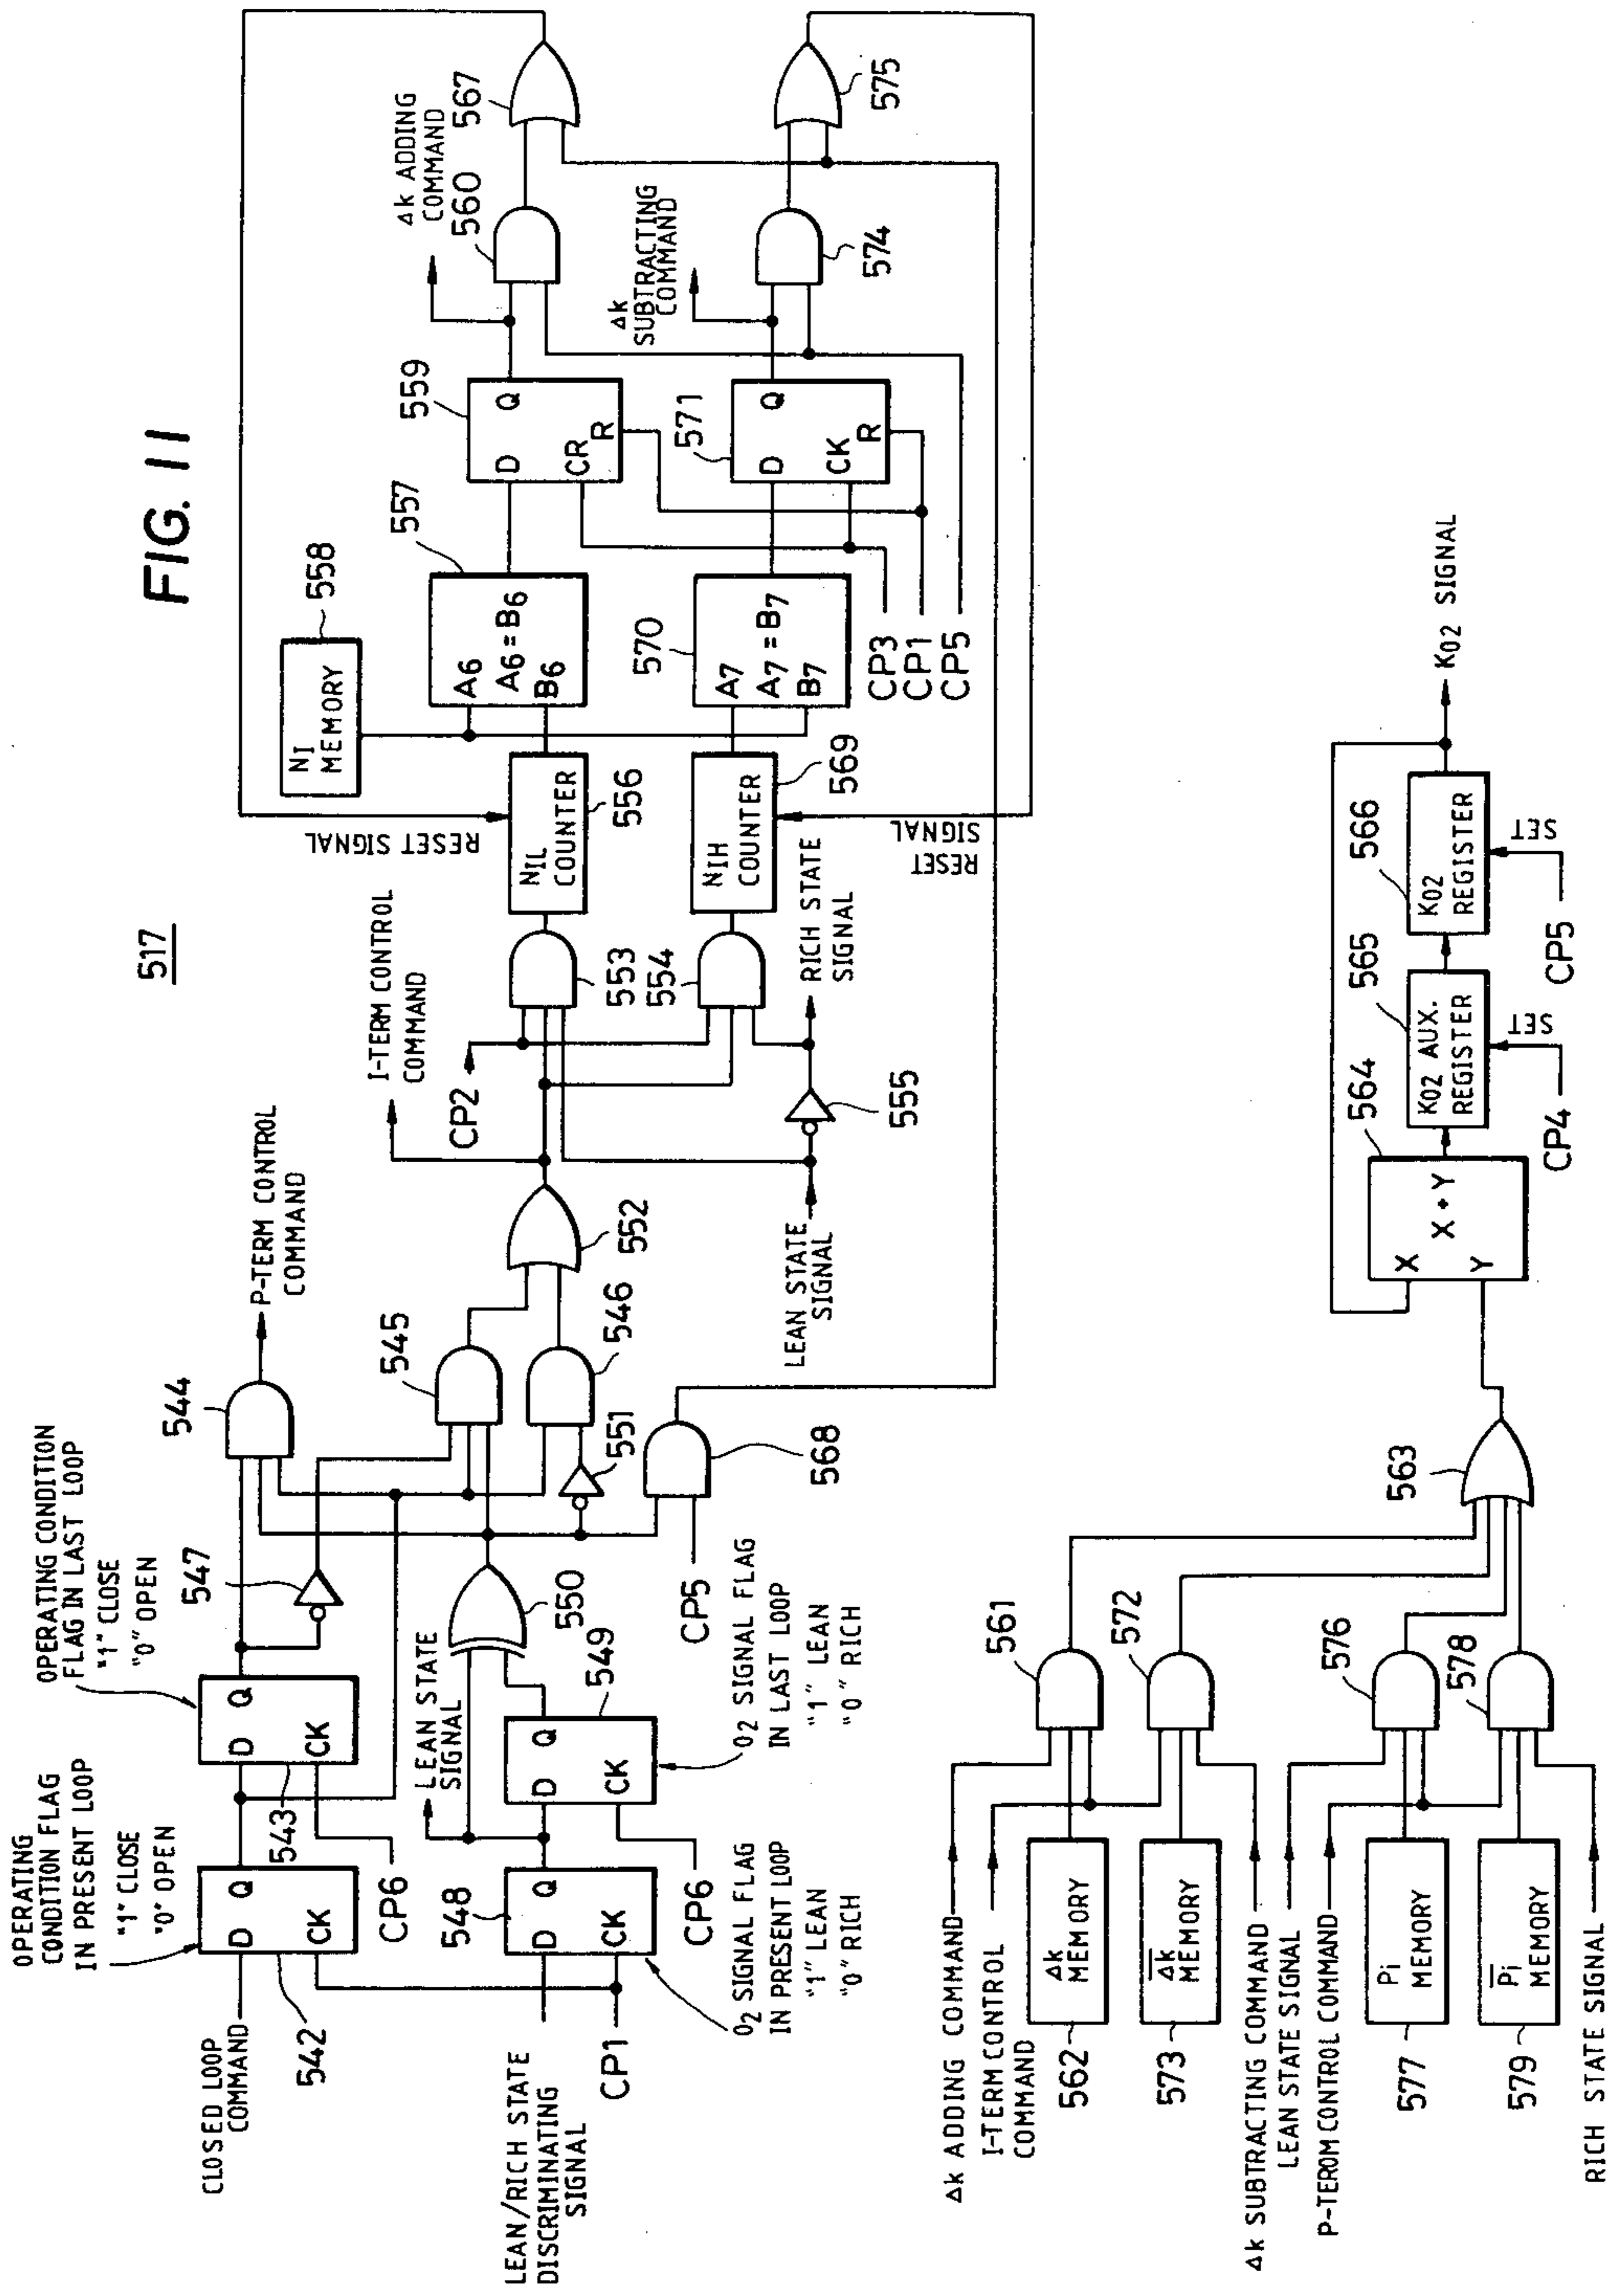 FIG. 11
517
OPERATING
CONDITION FLAG
IN PRESENT LOOP
"1" CLOSE
"0" OPEN
OPERATING CONDITION
FLAG IN LAST LOOP
"1" CLOSE
"0" OPEN
CLOSED LOOP
COMMAND
542
D Q
CK
543
D Q
CK
CP6
547
544
P-TERM CONTROL
COMMAND
LEAN/RICH STATE
DISCRIMINATING
SIGNAL
CP1
548
D Q
CK
O2 SIGNAL FLAG
IN PRESENT LOOP
"1" LEAN
"0" RICH
LEAN STATE
SIGNAL
D Q
CK
549
CP6
O2 SIGNAL FLAG
IN LAST LOOP
"1" LEAN
"0" RICH
550
545
546
551
568
CP5
552
I-TERM CONTROL
COMMAND
CP2
LEAN STATE
SIGNAL
555
RICH STATE
SIGNAL
553
554
RESET SIGNAL
NIL
COUNTER
556
NIH
COUNTER
569
RESET
SIGNAL
NI
MEMORY
558
557
A6
A6 = B6
B6
570
A7
A7 = B7
B7
CP3
CP1
CP5
559
D Q
CR
R
571
D Q
CK
R
Δk ADDING
COMMAND
560
567
Δk
SUBTRACTING
COMMAND
574
575
Δk ADDING COMMAND
I-TERM CONTROL
COMMAND
562
Δk
MEMORY
561
573
Δ̅k̅
MEMORY
572
Δk SUBTRACTING COMMAND
LEAN STATE SIGNAL
P-TEROM CONTROL COMMAND
577
Pi
MEMORY
576
579
P̅i̅
MEMORY
578
RICH STATE SIGNAL
563
564
X
X + Y
Y
565
KO2 AUX.
REGISTER
SET
CP4
566
KO2
REGISTER
SET
CP5
KO2 SIGNAL